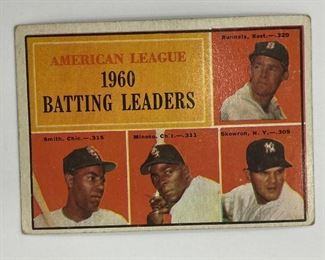 AMERICAN LEAGUE
1960
BATTING LEADERS
Runnels, Bost.—.320
Smith, Chic.—.315
Minoso, Chi.—.311
Skowron, N. Y.—.309
B